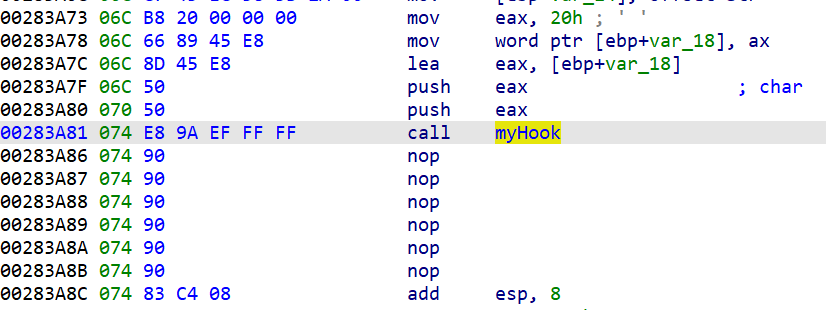 00283A73 06C B8 20 00 00 00 mov eax, 20h ; ' '
00283A78 06C 66 89 45 E8 mov word ptr [ebp+var_18], ax
00283A7C 06C 8D 45 E8 lea eax, [ebp+var_18]
00283A7F 06C 50 push eax ; char
00283A80 070 50 push eax
00283A81 074 E8 9A EF FF FF call myHook
00283A86 074 90 nop
00283A87 074 90 nop
00283A88 074 90 nop
00283A89 074 90 nop
00283A8A 074 90 nop
00283A8B 074 90 nop
00283A8C 074 83 C4 08 add esp, 8